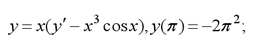 y = x(y′ − x³ cos x), y(π) = −2π²;